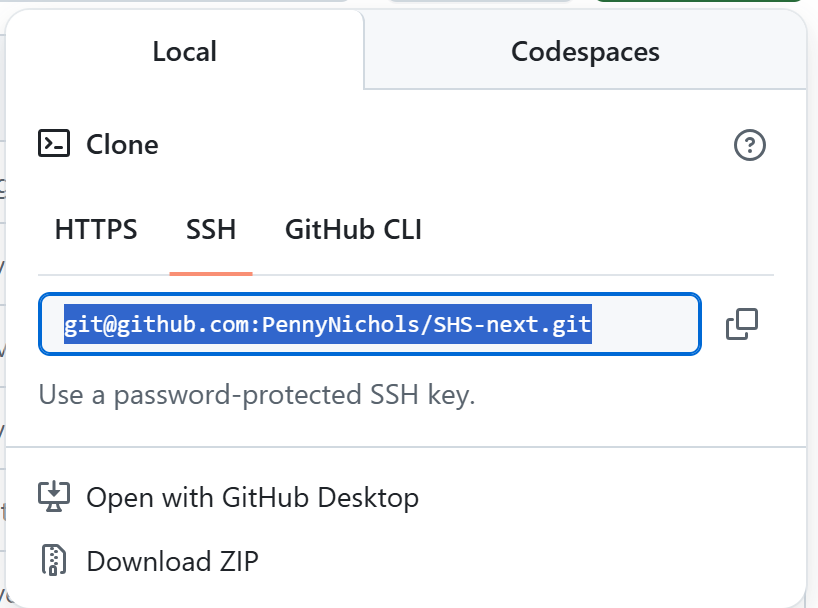 Local
Codespaces
Clone
HTTPS
SSH
GitHub CLI
git@github.com:PennyNichols/SHS-next.git
Use a password-protected SSH key.
Open with GitHub Desktop
Download ZIP